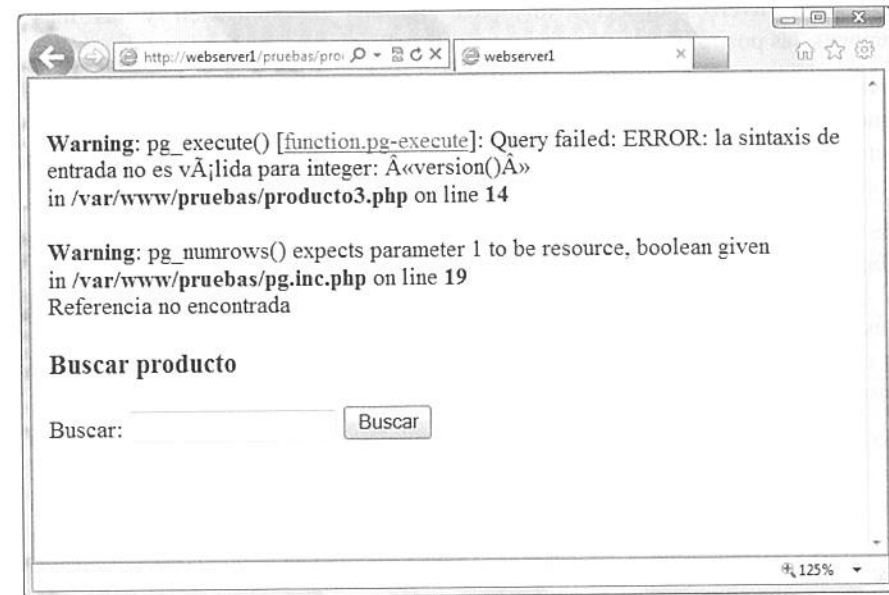 http://webserver1/pruebas/pro
webserver1
Warning: pg_execute() [function.pg-execute]: Query failed: ERROR: la sintaxis de
entrada no es vÃ¡lida para integer: Â«version()Â»
in /var/www/pruebas/producto3.php on line 14
Warning: pg_numrows() expects parameter 1 to be resource, boolean given
in /var/www/pruebas/pg.inc.php on line 19
Referencia no encontrada
Buscar producto
Buscar:
Buscar
125%